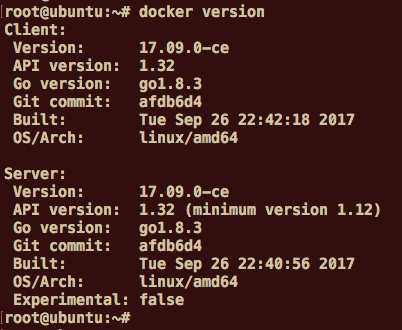 [root@ubuntu:~# docker version
Client:
 Version:      17.09.0-ce
 API version:  1.32
 Go version:   go1.8.3
 Git commit:   afdb6d4
 Built:        Tue Sep 26 22:42:18 2017
 OS/Arch:      linux/amd64

Server:
 Version:      17.09.0-ce
 API version:  1.32 (minimum version 1.12)
 Go version:   go1.8.3
 Git commit:   afdb6d4
 Built:        Tue Sep 26 22:40:56 2017
 OS/Arch:      linux/amd64
 Experimental: false
[root@ubuntu:~#